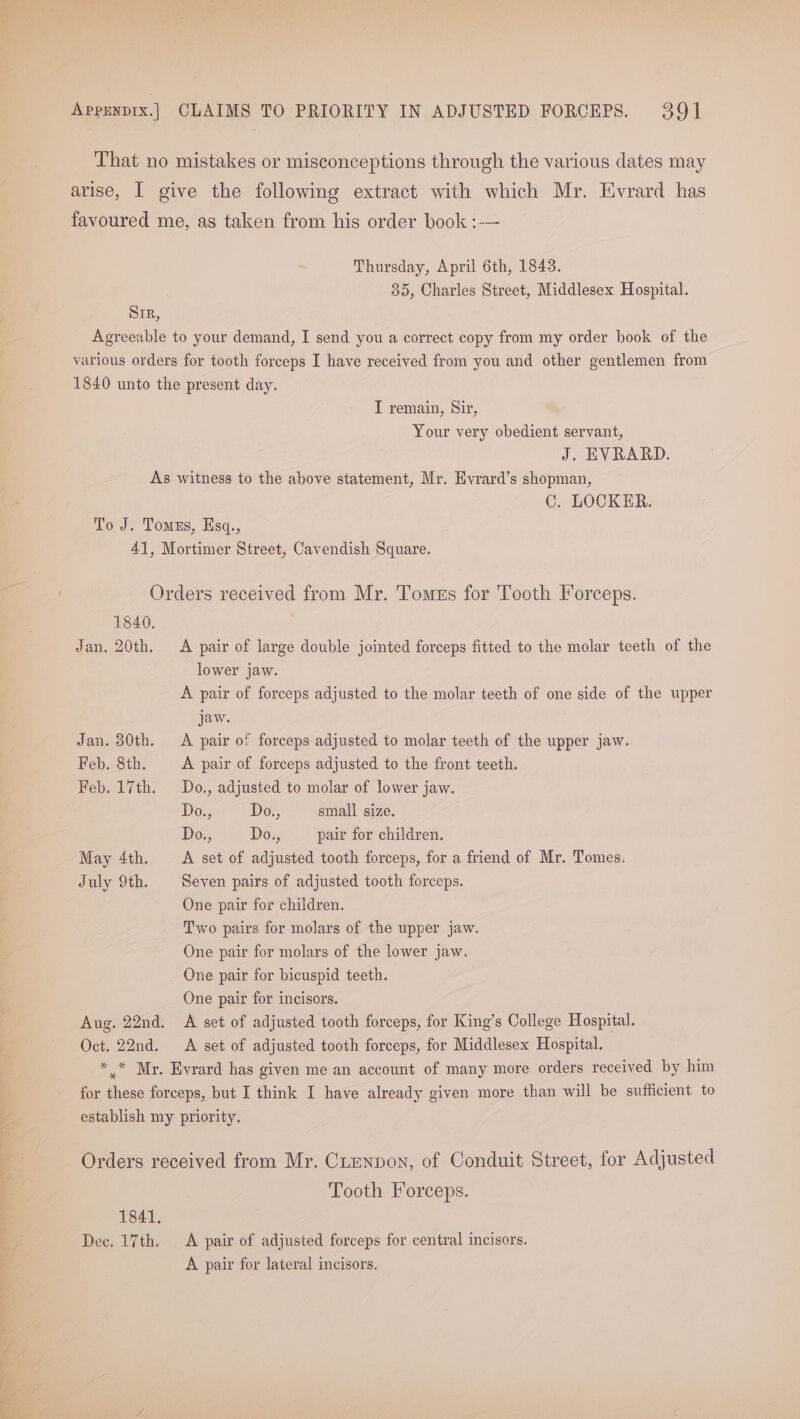 Appendix.] CLAIMS TO PRIORITY IN ADJUSTED FORCEPS. 391
That no mistakes or misconceptions through the various dates may
arise, I give the following extract with which Mr. Evrard has
favoured me, as taken from his order book:—
Thursday, April 6th, 1843.
35, Charles Street, Middlesex Hospital.
Sir,
Agreeable to your demand, I send you a correct copy from my order book of the
various orders for tooth forceps I have received from you and other gentlemen from
1840 unto the present day.
I remain, Sir,
Your very obedient servant,
J. EVRARD.
As witness to the above statement, Mr. Evrard's shopman,
C. LOCKER.
To J. Tomes, Esq.,
41, Mortimer Street, Cavendish Square.
Orders received from Mr. Tomes for Tooth Forceps.
1840.
Jan. 20th. A pair of large double jointed forceps fitted to the molar teeth of the
lower jaw.
A pair of forceps adjusted to the molar teeth of one side of the upper
jaw.
Jan. 30th. A pair of forceps adjusted to molar teeth of the upper jaw.
Feb. 8th. A pair of forceps adjusted to the front teeth.
Feb. 17th. Do., adjusted to molar of lower jaw.
Do., Do., small size.
Do., Do., pair for children.
May 4th. A set of adjusted tooth forceps, for a friend of Mr. Tomes.
July 9th. Seven pairs of adjusted tooth forceps.
One pair for children.
Two pairs for molars of the upper jaw.
One pair for molars of the lower jaw.
One pair for bicuspid teeth.
One pair for incisors.
Aug. 22nd. A set of adjusted tooth forceps, for King's College Hospital.
Oct. 22nd. A set of adjusted tooth forceps, for Middlesex Hospital.
*** Mr. Evrard has given me an account of many more orders received by him
for these forceps, but I think I have already given more than will be sufficient to
establish my priority.
Orders received from Mr. Clendon, of Conduit Street, for Adjusted
Tooth Forceps.
1841.
Dec. 17th. A pair of adjusted forceps for central incisors.
A pair for lateral incisors.